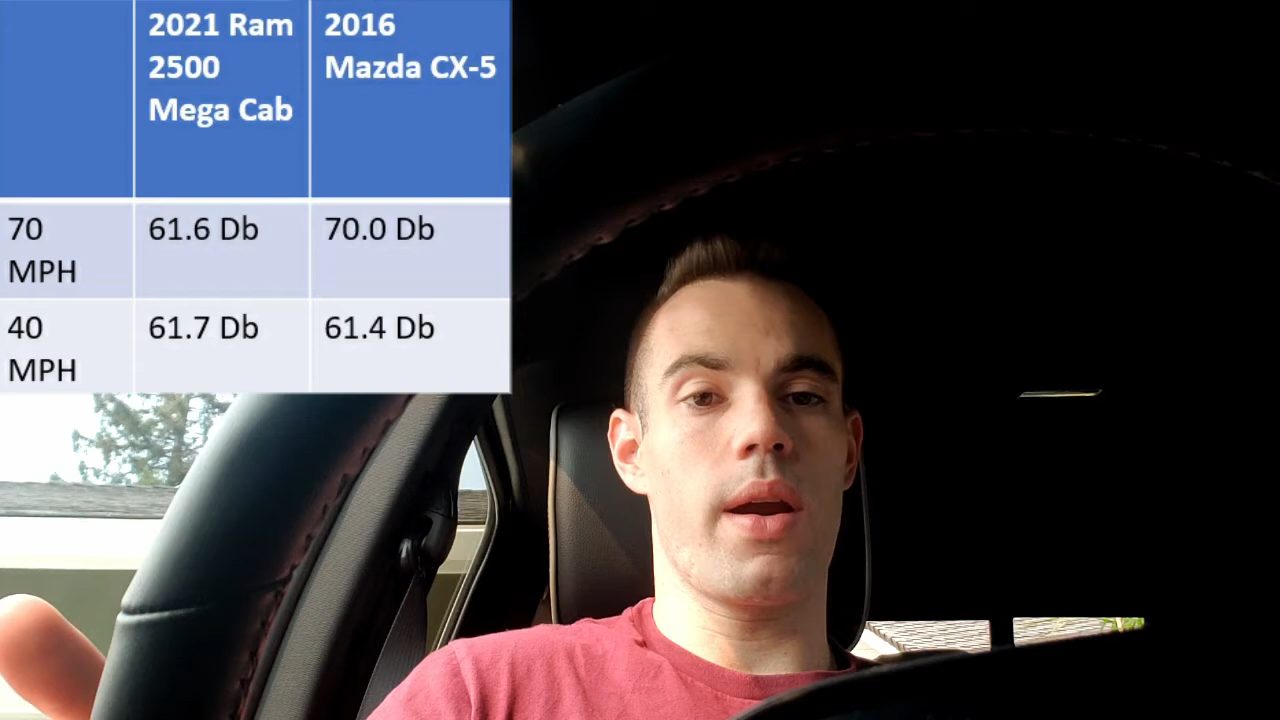 2021 Ram
2500
Mega Cab
2016
Mazda CX-5
70
MPH
61.6 Db
70.0 Db
40
MPH
61.7 Db
61.4 Db